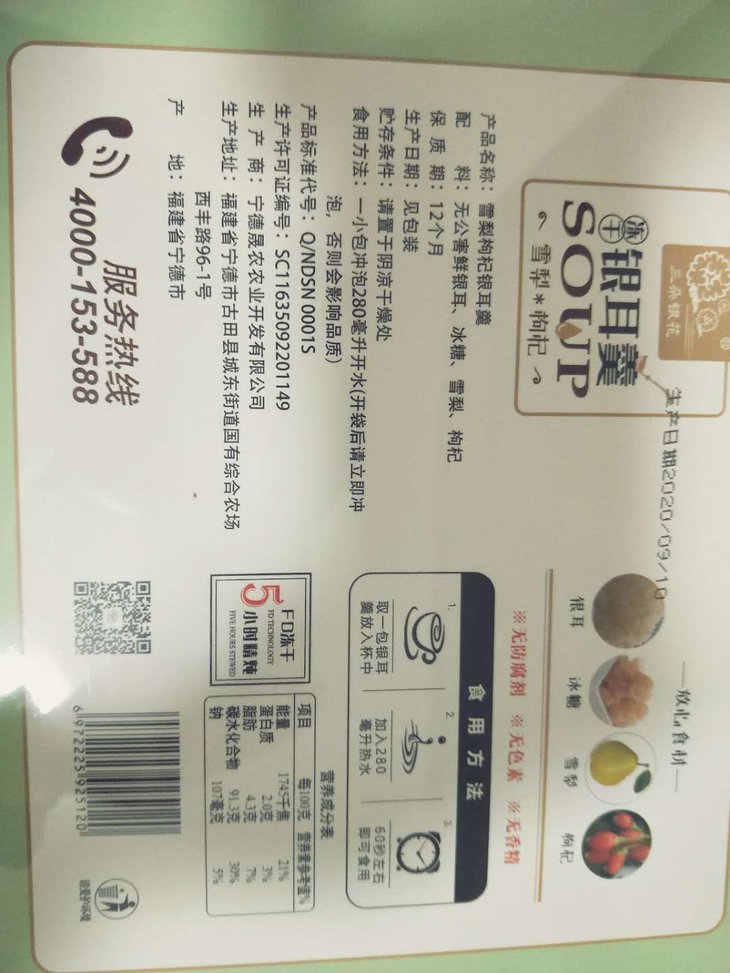 三朵银花
冻干
银耳羹
SOUP
雪梨*枸杞
生产日期2020/09/10
产品名称：雪梨枸杞银耳羹
配 料：无公害鲜银耳、冰糖、雪梨、枸杞
保 质 期：12个月
生产日期：见包装
贮存条件：请置于阴凉干燥处
食用方法：一小包冲泡280毫升开水(开袋后请立即冲
泡，否则会影响品质)
产品标准代号：Q/NDSN 0001S
生产许可证编号：SC11635092201149
生 产 商：宁德晟农农业开发有限公司
生产地址：福建省宁德市古田县城东街道国有综合农场
西丰路96-1号
产 地：福建省宁德市
服务热线
4000-153-588
—放心食材—
银耳
冰糖
雪梨
枸杞
※无防腐剂 ※无色素 ※无香精
食用方法
1.
取一包银耳
羹放入杯中
2.
加入280
毫升热水
3.
60秒左右
即可食用
FD冻干
FD TECHNOLOGY
5小时精炖
FIVE HOURS STEWED
营养成分表
项目 每100克 营养素参考值%
能量 1745千焦 21%
蛋白质 2.0克 3%
脂肪 4.3克 7%
碳水化合物 91.3克 30%
钠 107毫克 5%
6972225925120
请爱护环境